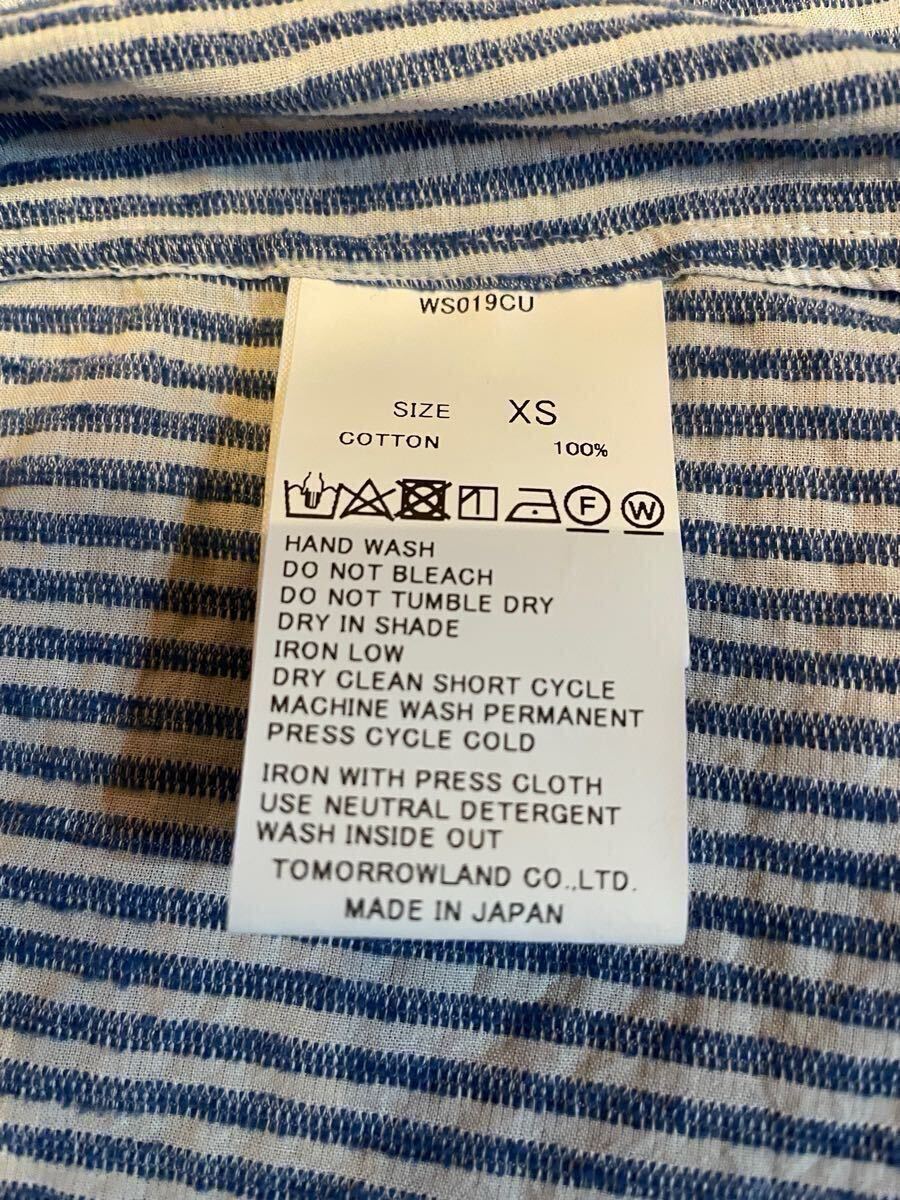 WS019CU
SIZE XS
COTTON 100%
F W
HAND WASH
DO NOT BLEACH
DO NOT TUMBLE DRY
DRY IN SHADE
IRON LOW
DRY CLEAN SHORT CYCLE
MACHINE WASH PERMANENT
PRESS CYCLE COLD
IRON WITH PRESS CLOTH
USE NEUTRAL DETERGENT
WASH INSIDE OUT
TOMORROWLAND CO.,LTD.
MADE IN JAPAN